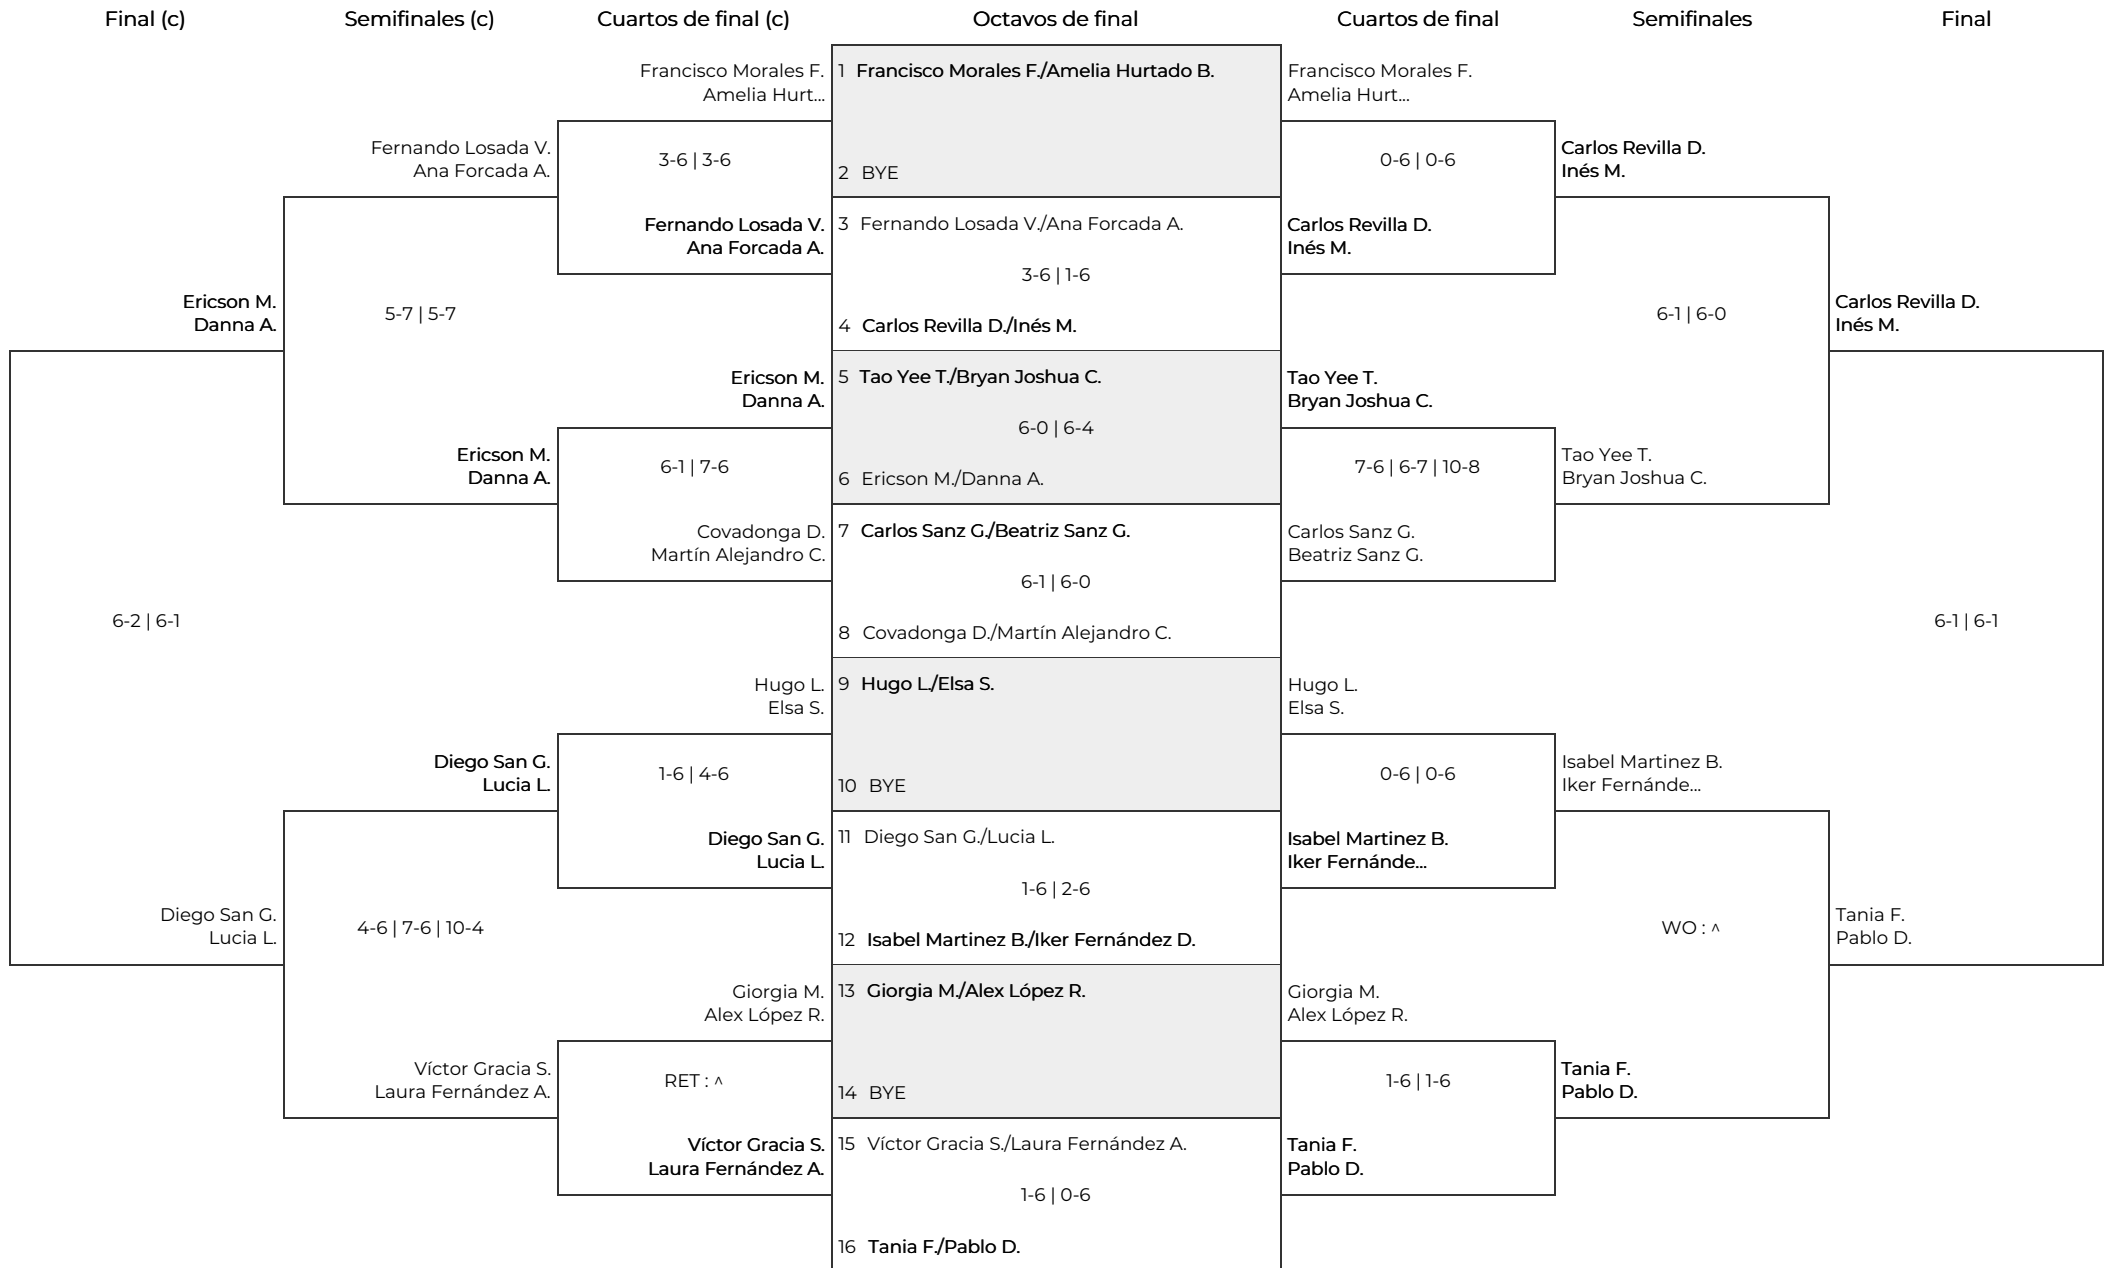 Final (c) Semifinales (c) Cuartos de final (c) Octavos de final Cuartos de final Semifinales Final
Francisco Morales F.
Amelia Hurt...
1 Francisco Morales F./Amelia Hurtado B.
Francisco Morales F.
Amelia Hurt...
Fernando Losada V.
Ana Forcada A.
3-6 | 3-6
2 BYE
0-6 | 0-6
Carlos Revilla D.
Inés M.
Fernando Losada V.
Ana Forcada A.
3 Fernando Losada V./Ana Forcada A.
3-6 | 1-6
Carlos Revilla D.
Inés M.
Ericson M.
Danna A.
5-7 | 5-7
4 Carlos Revilla D./Inés M.
6-1 | 6-0
Carlos Revilla D.
Inés M.
Ericson M.
Danna A.
5 Tao Yee T./Bryan Joshua C.
6-0 | 6-4
Tao Yee T.
Bryan Joshua C.
Ericson M.
Danna A.
6-1 | 7-6
6 Ericson M./Danna A.
7-6 | 6-7 | 10-8
Tao Yee T.
Bryan Joshua C.
Covadonga D.
Martín Alejandro C.
7 Carlos Sanz G./Beatriz Sanz G.
6-1 | 6-0
Carlos Sanz G.
Beatriz Sanz G.
6-2 | 6-1
8 Covadonga D./Martín Alejandro C.
6-1 | 6-1
Hugo L.
Elsa S.
9 Hugo L./Elsa S.
Hugo L.
Elsa S.
Diego San G.
Lucia L.
1-6 | 4-6
10 BYE
0-6 | 0-6
Isabel Martinez B.
Iker Fernánde...
Diego San G.
Lucia L.
11 Diego San G./Lucia L.
1-6 | 2-6
Isabel Martinez B.
Iker Fernánde...
Diego San G.
Lucia L.
4-6 | 7-6 | 10-4
12 Isabel Martinez B./Iker Fernández D.
WO : ^
Tania F.
Pablo D.
Giorgia M.
Alex López R.
13 Giorgia M./Alex López R.
Giorgia M.
Alex López R.
Víctor Gracia S.
Laura Fernández A.
RET : ^
14 BYE
1-6 | 1-6
Tania F.
Pablo D.
Víctor Gracia S.
Laura Fernández A.
15 Víctor Gracia S./Laura Fernández A.
1-6 | 0-6
Tania F.
Pablo D.
16 Tania F./Pablo D.